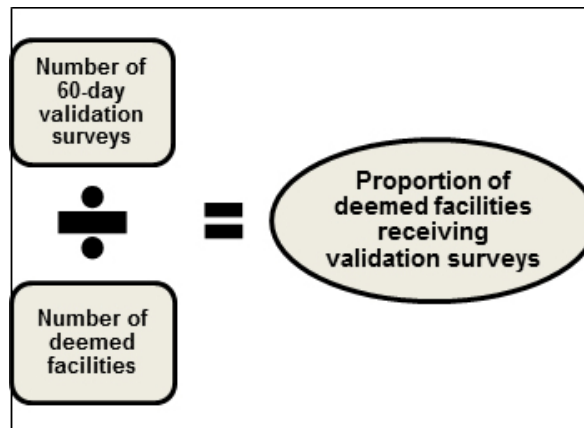 Number of
60-day
validation
surveys
÷
=
Proportion of
deemed facilities
receiving
validation surveys
Number of
deemed
facilities